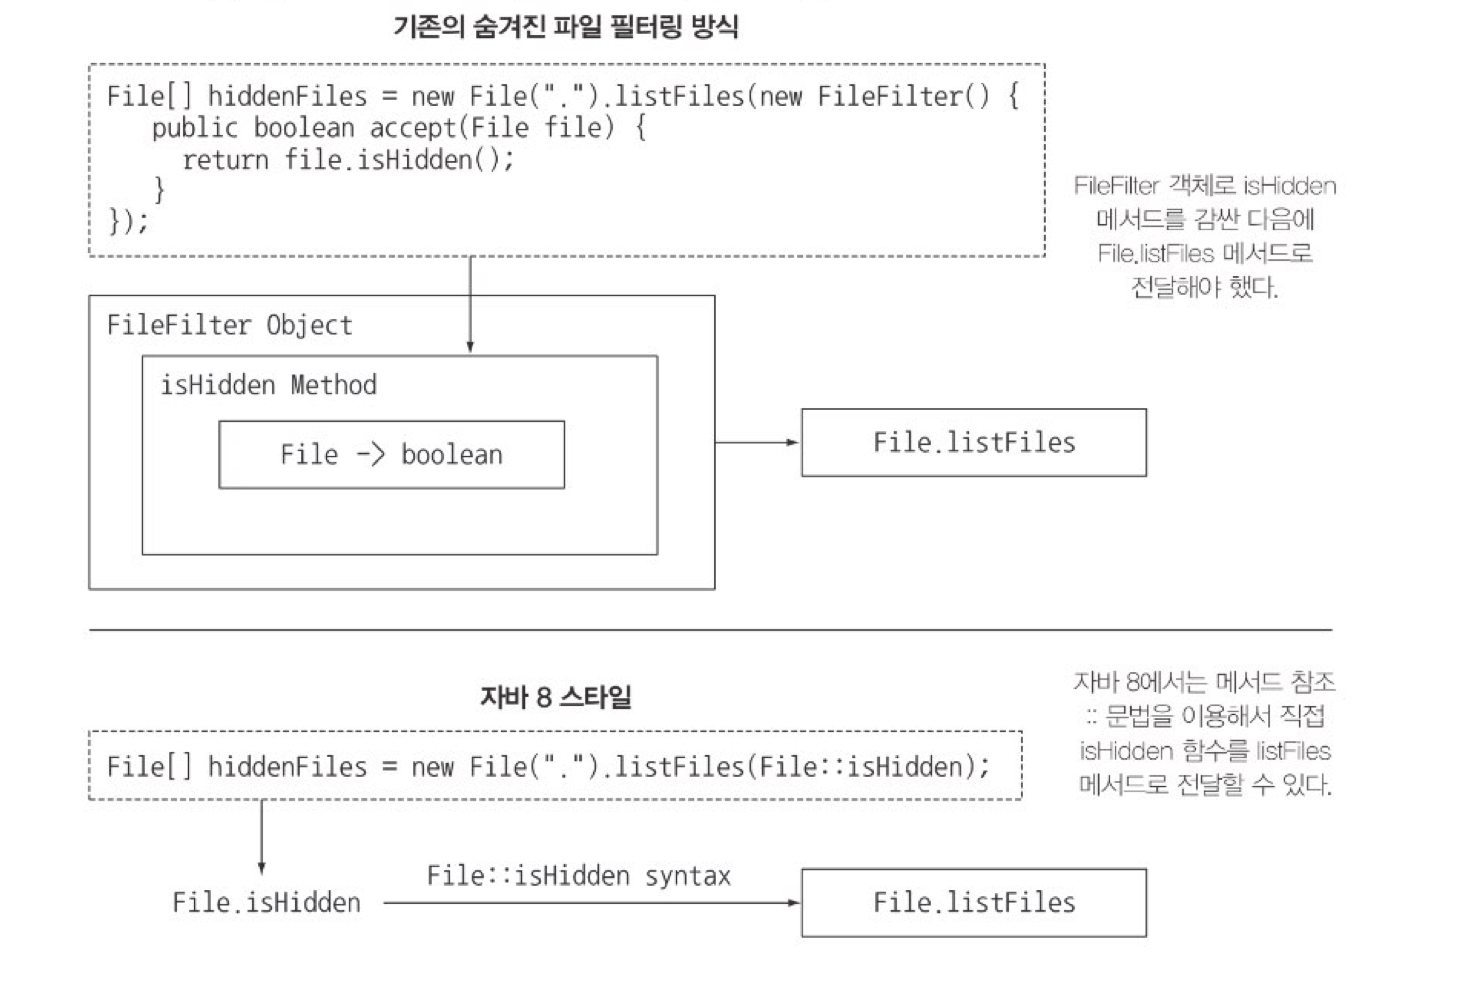 기존의 숨겨진 파일 필터링 방식
File[] hiddenFiles = new File(".").listFiles(new FileFilter() {
public boolean accept(File file) {
return file.isHidden();
}
});
FileFilter 객체로 isHidden
메서드를 감싼 다음에
File.listFiles 메서드로
전달해야 했다.
FileFilter Object
isHidden Method
File -> boolean
File.listFiles
자바 8 스타일
File[] hiddenFiles = new File(".").listFiles(File::isHidden);
자바 8에서는 메서드 참조
:: 문법을 이용해서 직접
isHidden 함수를 listFiles
메서드로 전달할 수 있다.
File::isHidden syntax
File.isHidden
File.listFiles